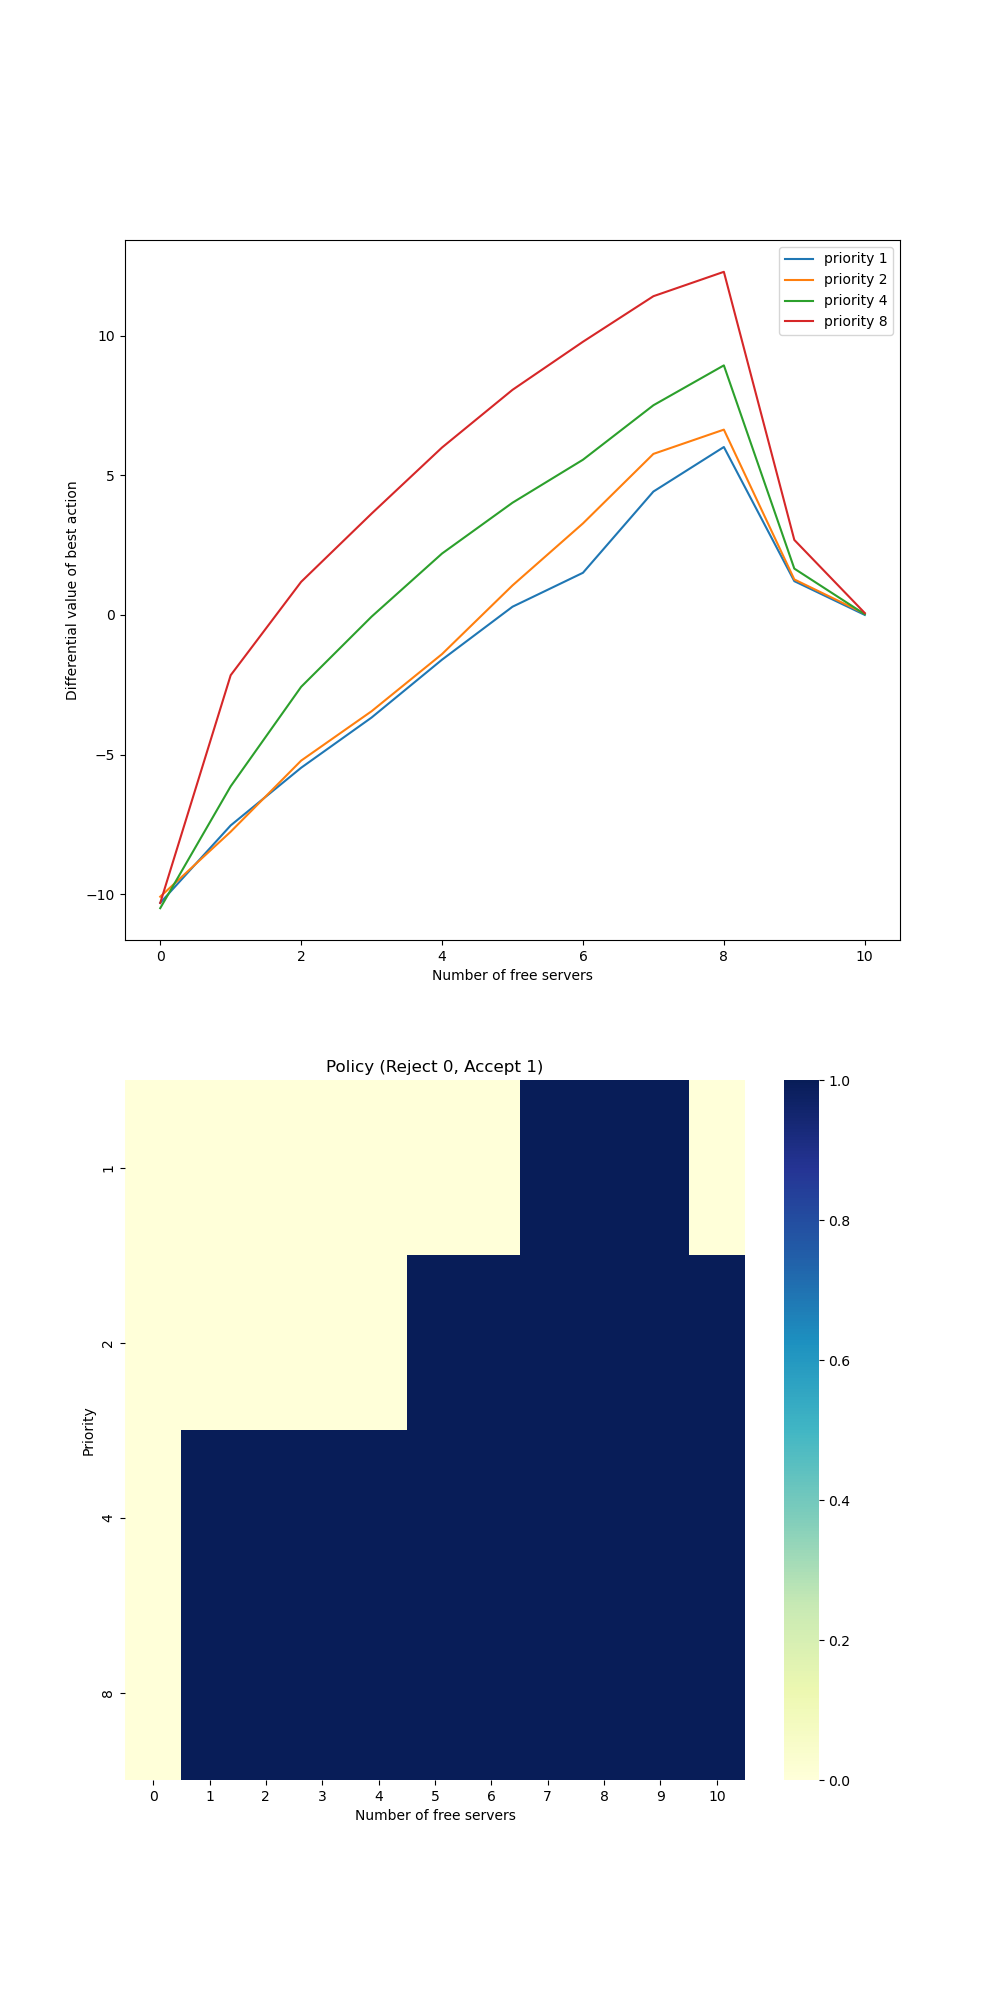 priority 1
priority 2
priority 4
priority 8
10
5
0
−5
−10
Differential value of best action
0 2 4 6 8 10
Number of free servers
Policy (Reject 0, Accept 1)
1
2
4
8
Priority
0 1 2 3 4 5 6 7 8 9 10
Number of free servers
1.0
0.8
0.6
0.4
0.2
0.0